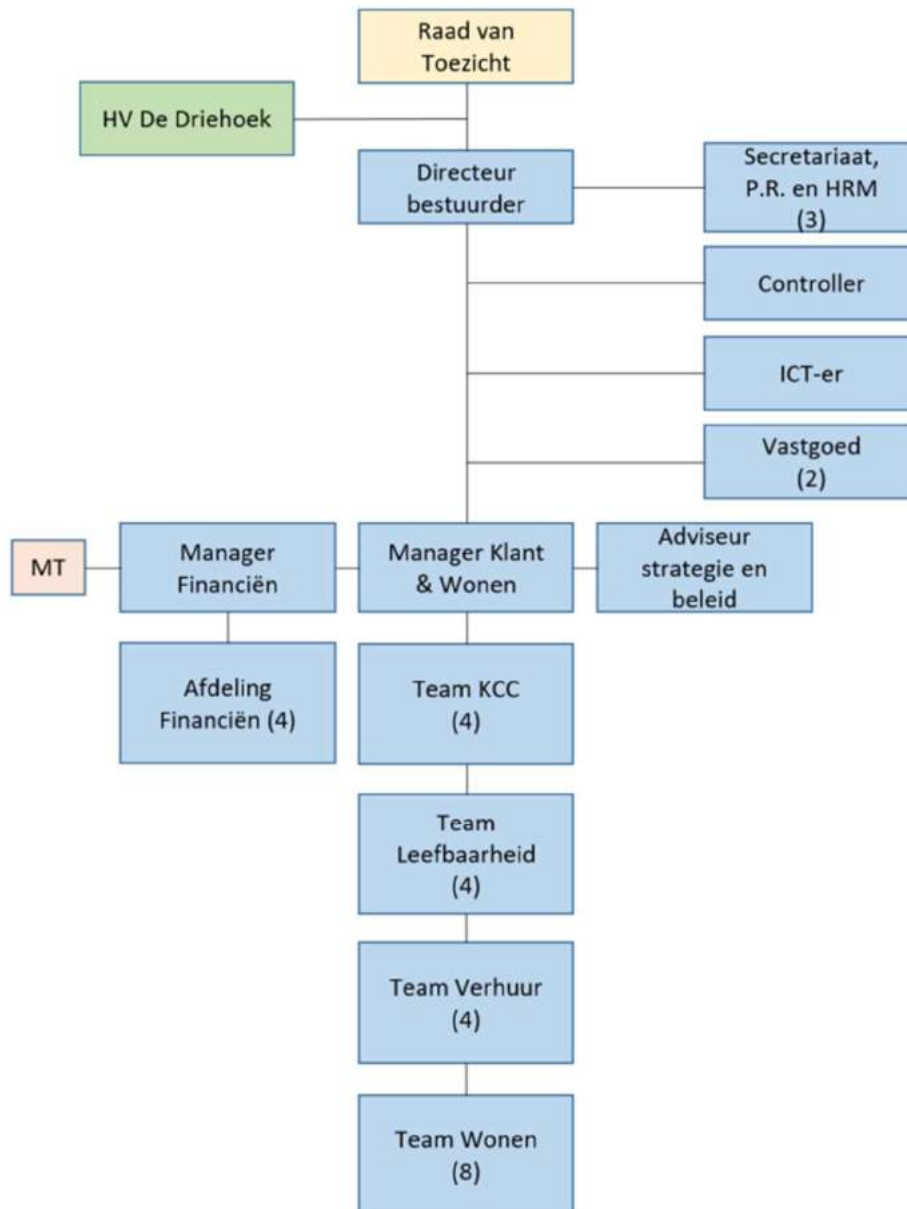 Raad van
Toezicht
HV De Driehoek
Directeur
bestuurder
Secretariaat,
P.R. en HRM
(3)
Controller
ICT-er
Vastgoed
(2)
MT
Manager
Financiën
Manager Klant
& Wonen
Adviseur
strategie en
beleid
Afdeling
Financiën (4)
Team KCC
(4)
Team
Leefbaarheid
(4)
Team Verhuur
(4)
Team Wonen
(8)